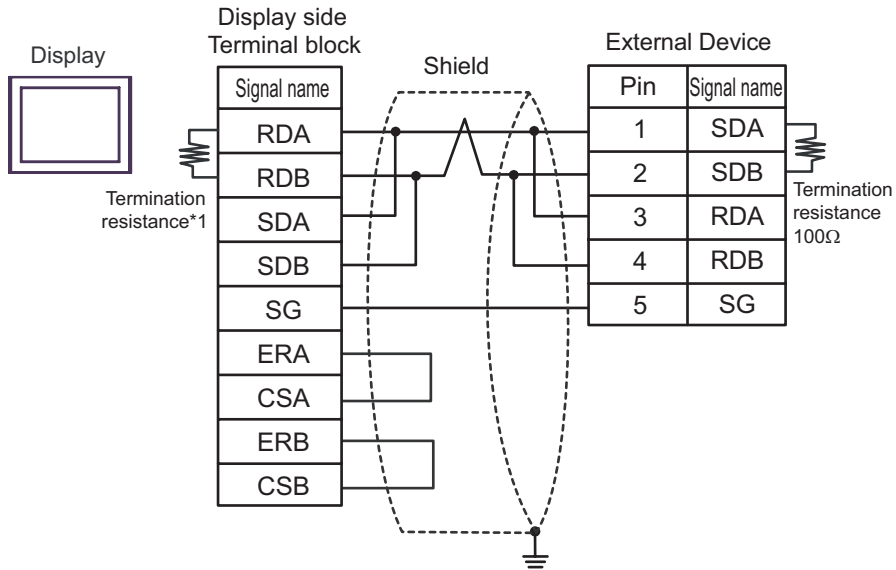 Display
Display side
Terminal block
Signal name
RDA
RDB
SDA
SDB
SG
ERA
CSA
ERB
CSB
Termination
resistance*1
Shield
External Device
Pin Signal name
1 SDA
2 SDB
3 RDA
4 RDB
5 SG
Termination
resistance
100Ω